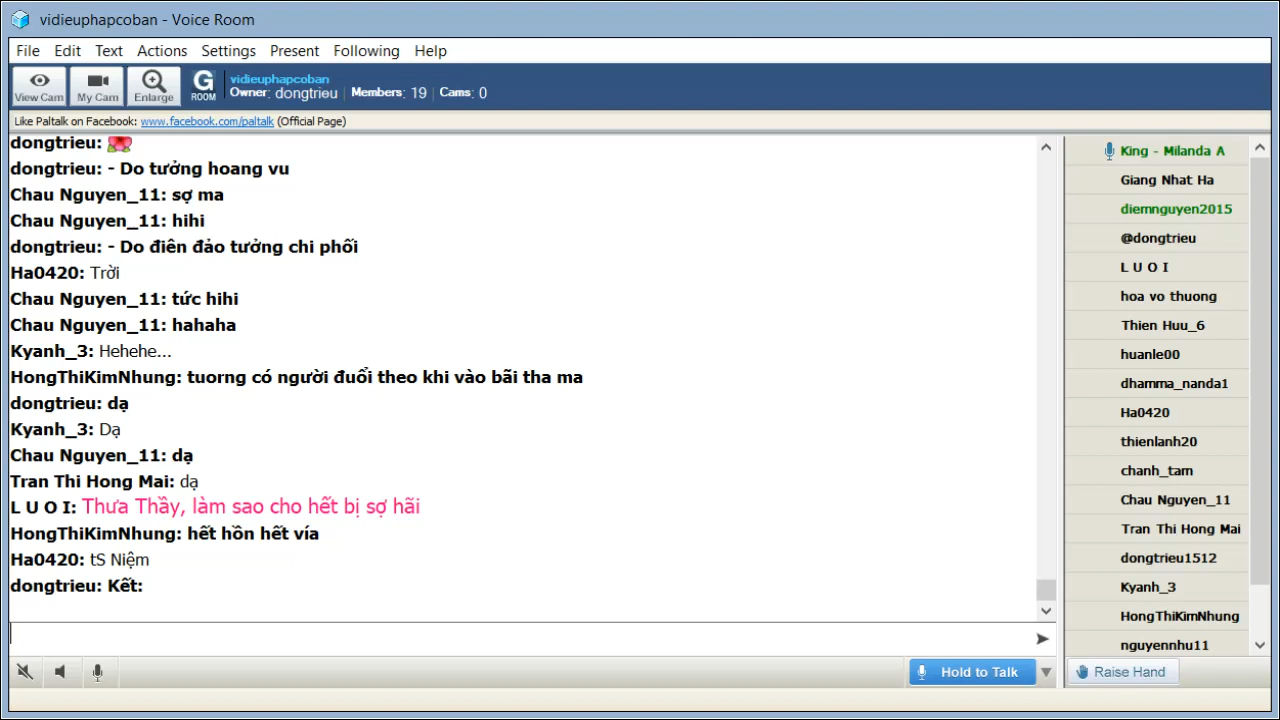 vidieuphapcoban - Voice Room
File Edit Text Actions Settings Present Following Help
View Cam
My Cam
Enlarge
G
ROOM
vidieuphapcoban
Owner: dongtrieu | Members: 19 | Cams: 0
Like Paltalk on Facebook: www.facebook.com/paltalk (Official Page)
dongtrieu:
dongtrieu: - Do tưởng hoang vu
Chau Nguyen_11: sợ ma
Chau Nguyen_11: hihi
dongtrieu: - Do điên đảo tưởng chi phối
Ha0420: Trời
Chau Nguyen_11: tức hihi
Chau Nguyen_11: hahaha
Kyanh_3: Hehehe...
HongThiKimNhung: tuorng có người đuổi theo khi vào bãi tha ma
dongtrieu: dạ
Kyanh_3: Dạ
Chau Nguyen_11: dạ
Tran Thi Hong Mai: dạ
L U O I: Thưa Thầy, làm sao cho hết bị sợ hãi
HongThiKimNhung: hết hồn hết vía
Ha0420: tS Niệm
dongtrieu: Kết:
King - Milanda A
Giang Nhat Ha
diemnguyen2015
@dongtrieu
L U O I
hoa vo thuong
Thien Huu_6
huanle00
dhamma_nanda1
Ha0420
thienlanh20
chanh_tam
Chau Nguyen_11
Tran Thi Hong Mai
dongtrieu1512
Kyanh_3
HongThiKimNhung
nguyennhu11
Hold to Talk
Raise Hand